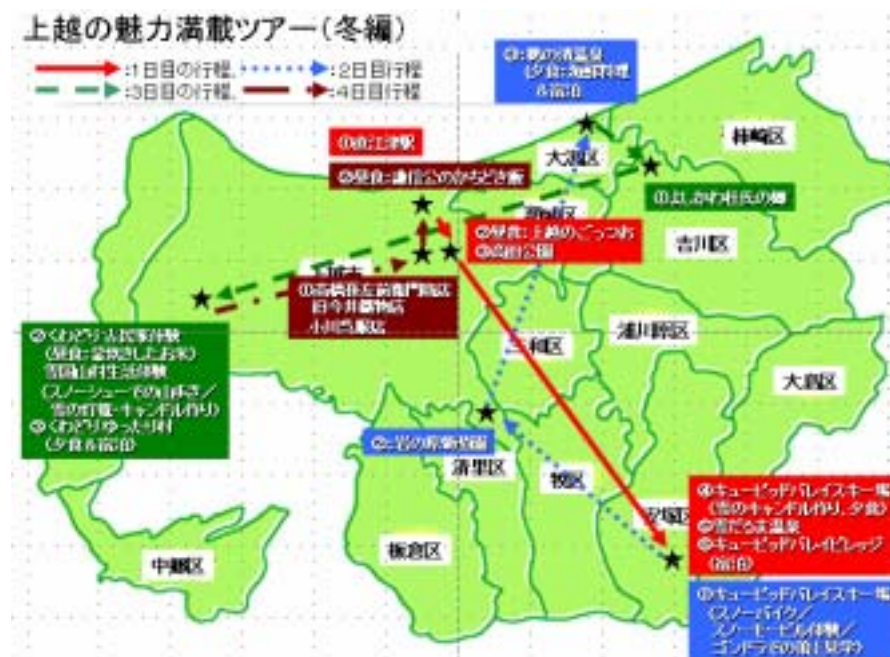 上越の魅力満載ツアー(冬編)
:1日目の行程,
:2日目行程
:3日目の行程,
:4日目行程
③:鵜の浜温泉
(夕食:
&宿泊)
①直江津駅
②昼食:謙信公のかちどき飯
大潟区
柿崎区
①よしかわ杜氏の郷
②昼食:上越のごっつお
③高田公園
吉川区
①高橋孫左衛門商店
旧今井染物店
小川呉服店
三和区
浦川原区
大島区
②くわどり古民家体験
(昼食:釜炊きしたお米)
雪国山村生活体験
(スノーシューでの山歩き/
雪の灯籠・キャンドル作り)
③くわどりゆったり村
(夕食&宿泊)
②:岩の原葡萄園
清里区
牧区
安塚区
板倉区
中郷区
④キューピッドバレイスキー場
(雪のキャンドル作り、夕食)
⑤雪だるま温泉
⑥キューピッドバレイビレッジ
(宿泊)
①キューピッドバレイスキー場
(スノーバイク/
スノーモービル体験/
ゴンドラでの頂上見学)